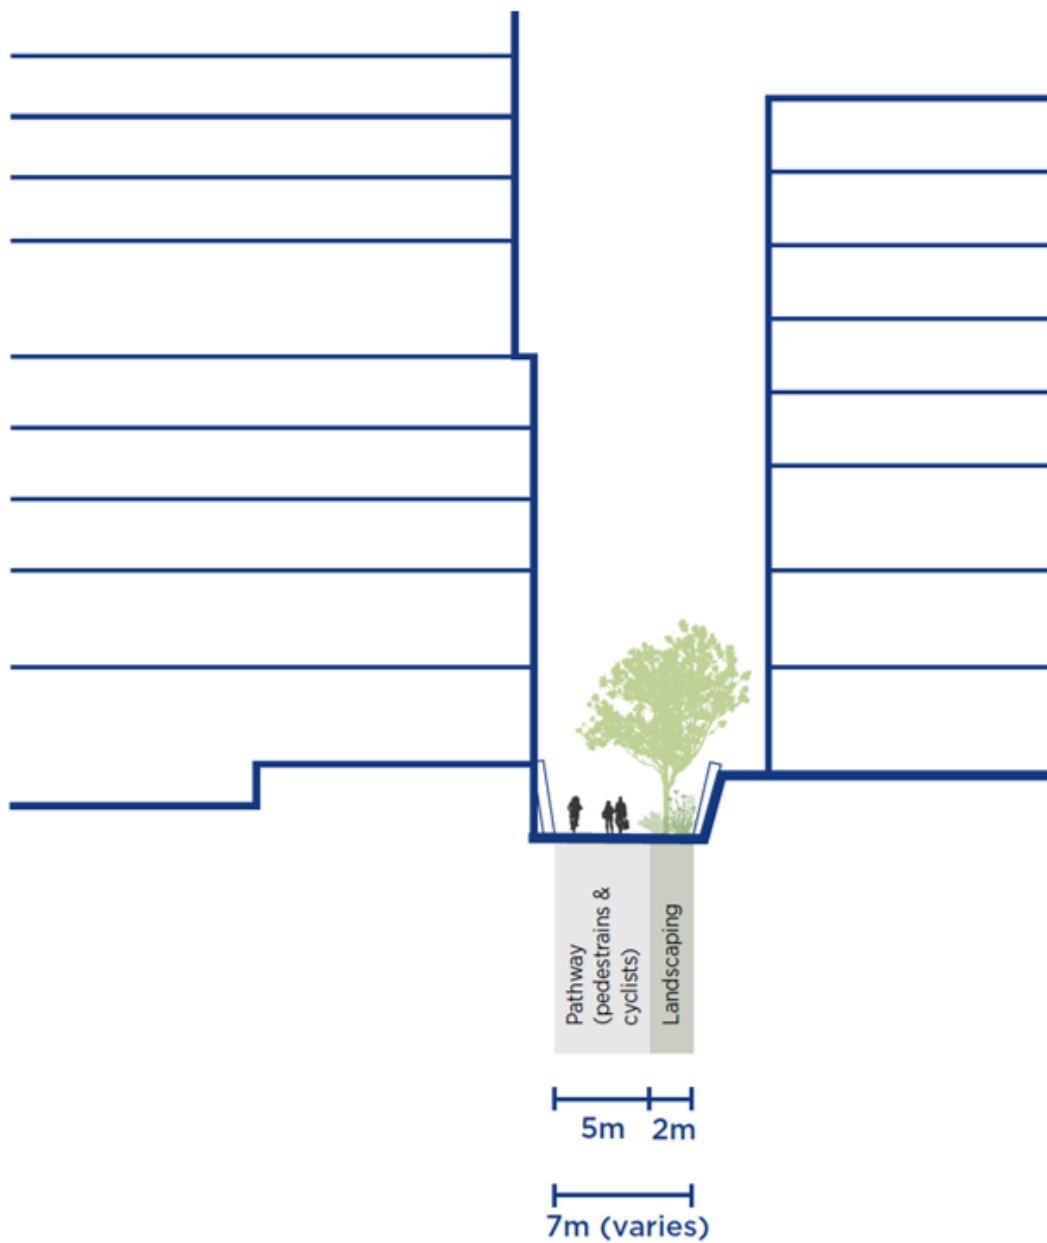 Pathway
(pedestrains &
cyclists)
Landscaping
5m
2m
7m (varies)